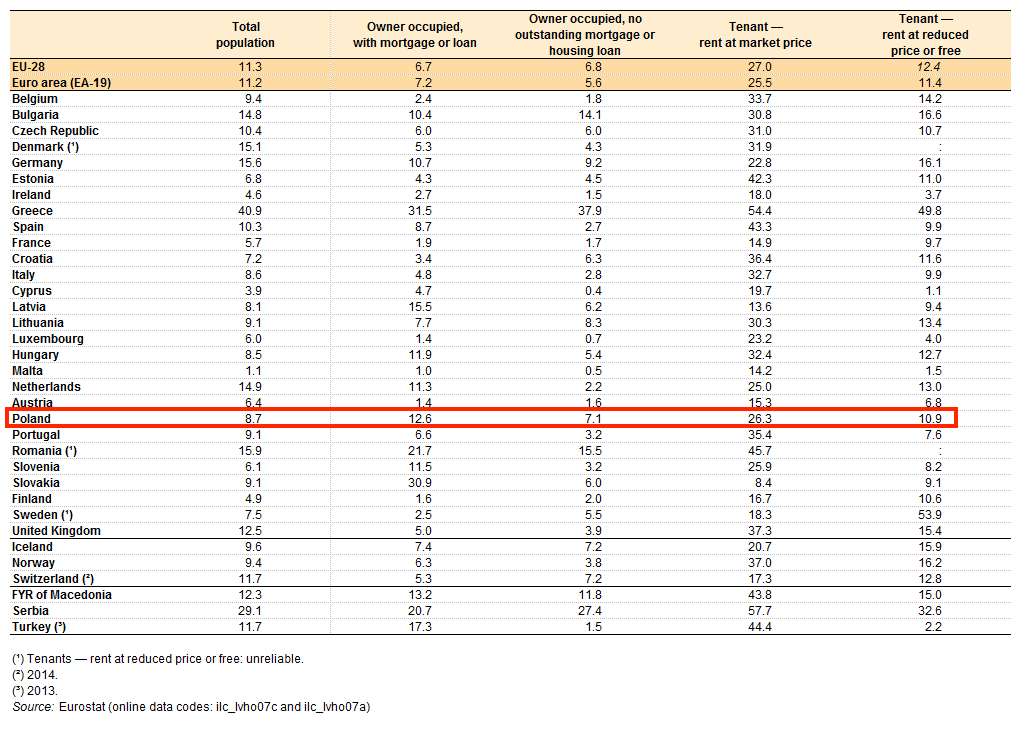 Total population	Owner occupied, with mortgage or loan	Owner occupied, no outstanding mortgage or housing loan	Tenant — rent at market price	Tenant — rent at reduced price or free
EU-28	11.3	6.7	6.8	27.0	12.4
Euro area (EA-19)	11.2	7.2	5.6	25.5	11.4
Belgium	9.4	2.4	1.8	33.7	14.2
Bulgaria	14.8	10.4	14.1	30.8	16.6
Czech Republic	10.4	6.0	6.0	31.0	10.7
Denmark (¹)	15.1	5.3	4.3	31.9	:
Germany	15.6	10.7	9.2	22.8	16.1
Estonia	6.8	4.3	4.5	42.3	11.0
Ireland	4.6	2.7	1.5	18.0	3.7
Greece	40.9	31.5	37.9	54.4	49.8
Spain	10.3	8.7	2.7	43.3	9.9
France	5.7	1.9	1.7	14.9	9.7
Croatia	7.2	3.4	6.3	36.4	11.6
Italy	8.6	4.8	2.8	32.7	9.9
Cyprus	3.9	4.7	0.4	19.7	1.1
Latvia	8.1	15.5	6.2	13.6	9.4
Lithuania	9.1	7.7	8.3	30.3	13.4
Luxembourg	6.0	1.4	0.7	23.2	4.0
Hungary	8.5	11.9	5.4	32.4	12.7
Malta	1.1	1.0	0.5	14.2	1.5
Netherlands	14.9	11.3	2.2	25.0	13.0
Austria	6.4	1.4	1.6	15.3	6.8
Poland	8.7	12.6	7.1	26.3	10.9
Portugal	9.1	6.6	3.2	35.4	7.6
Romania (¹)	15.9	21.7	15.5	45.7	:
Slovenia	6.1	11.5	3.2	25.9	8.2
Slovakia	9.1	30.9	6.0	8.4	9.1
Finland	4.9	1.6	2.0	16.7	10.6
Sweden (¹)	7.5	2.5	5.5	18.3	53.9
United Kingdom	12.5	5.0	3.9	37.3	15.4
Iceland	9.6	7.4	7.2	20.7	15.9
Norway	9.4	6.3	3.8	37.0	16.2
Switzerland (²)	11.7	5.3	7.2	17.3	12.8
FYR of Macedonia	12.3	13.2	11.8	43.8	15.0
Serbia	29.1	20.7	27.4	57.7	32.6
Turkey (³)	11.7	17.3	1.5	44.4	2.2
(¹) Tenants — rent at reduced price or free: unreliable.
(²) 2014.
(³) 2013.
Source: Eurostat (online data codes: ilc_lvho07c and ilc_lvho07a)